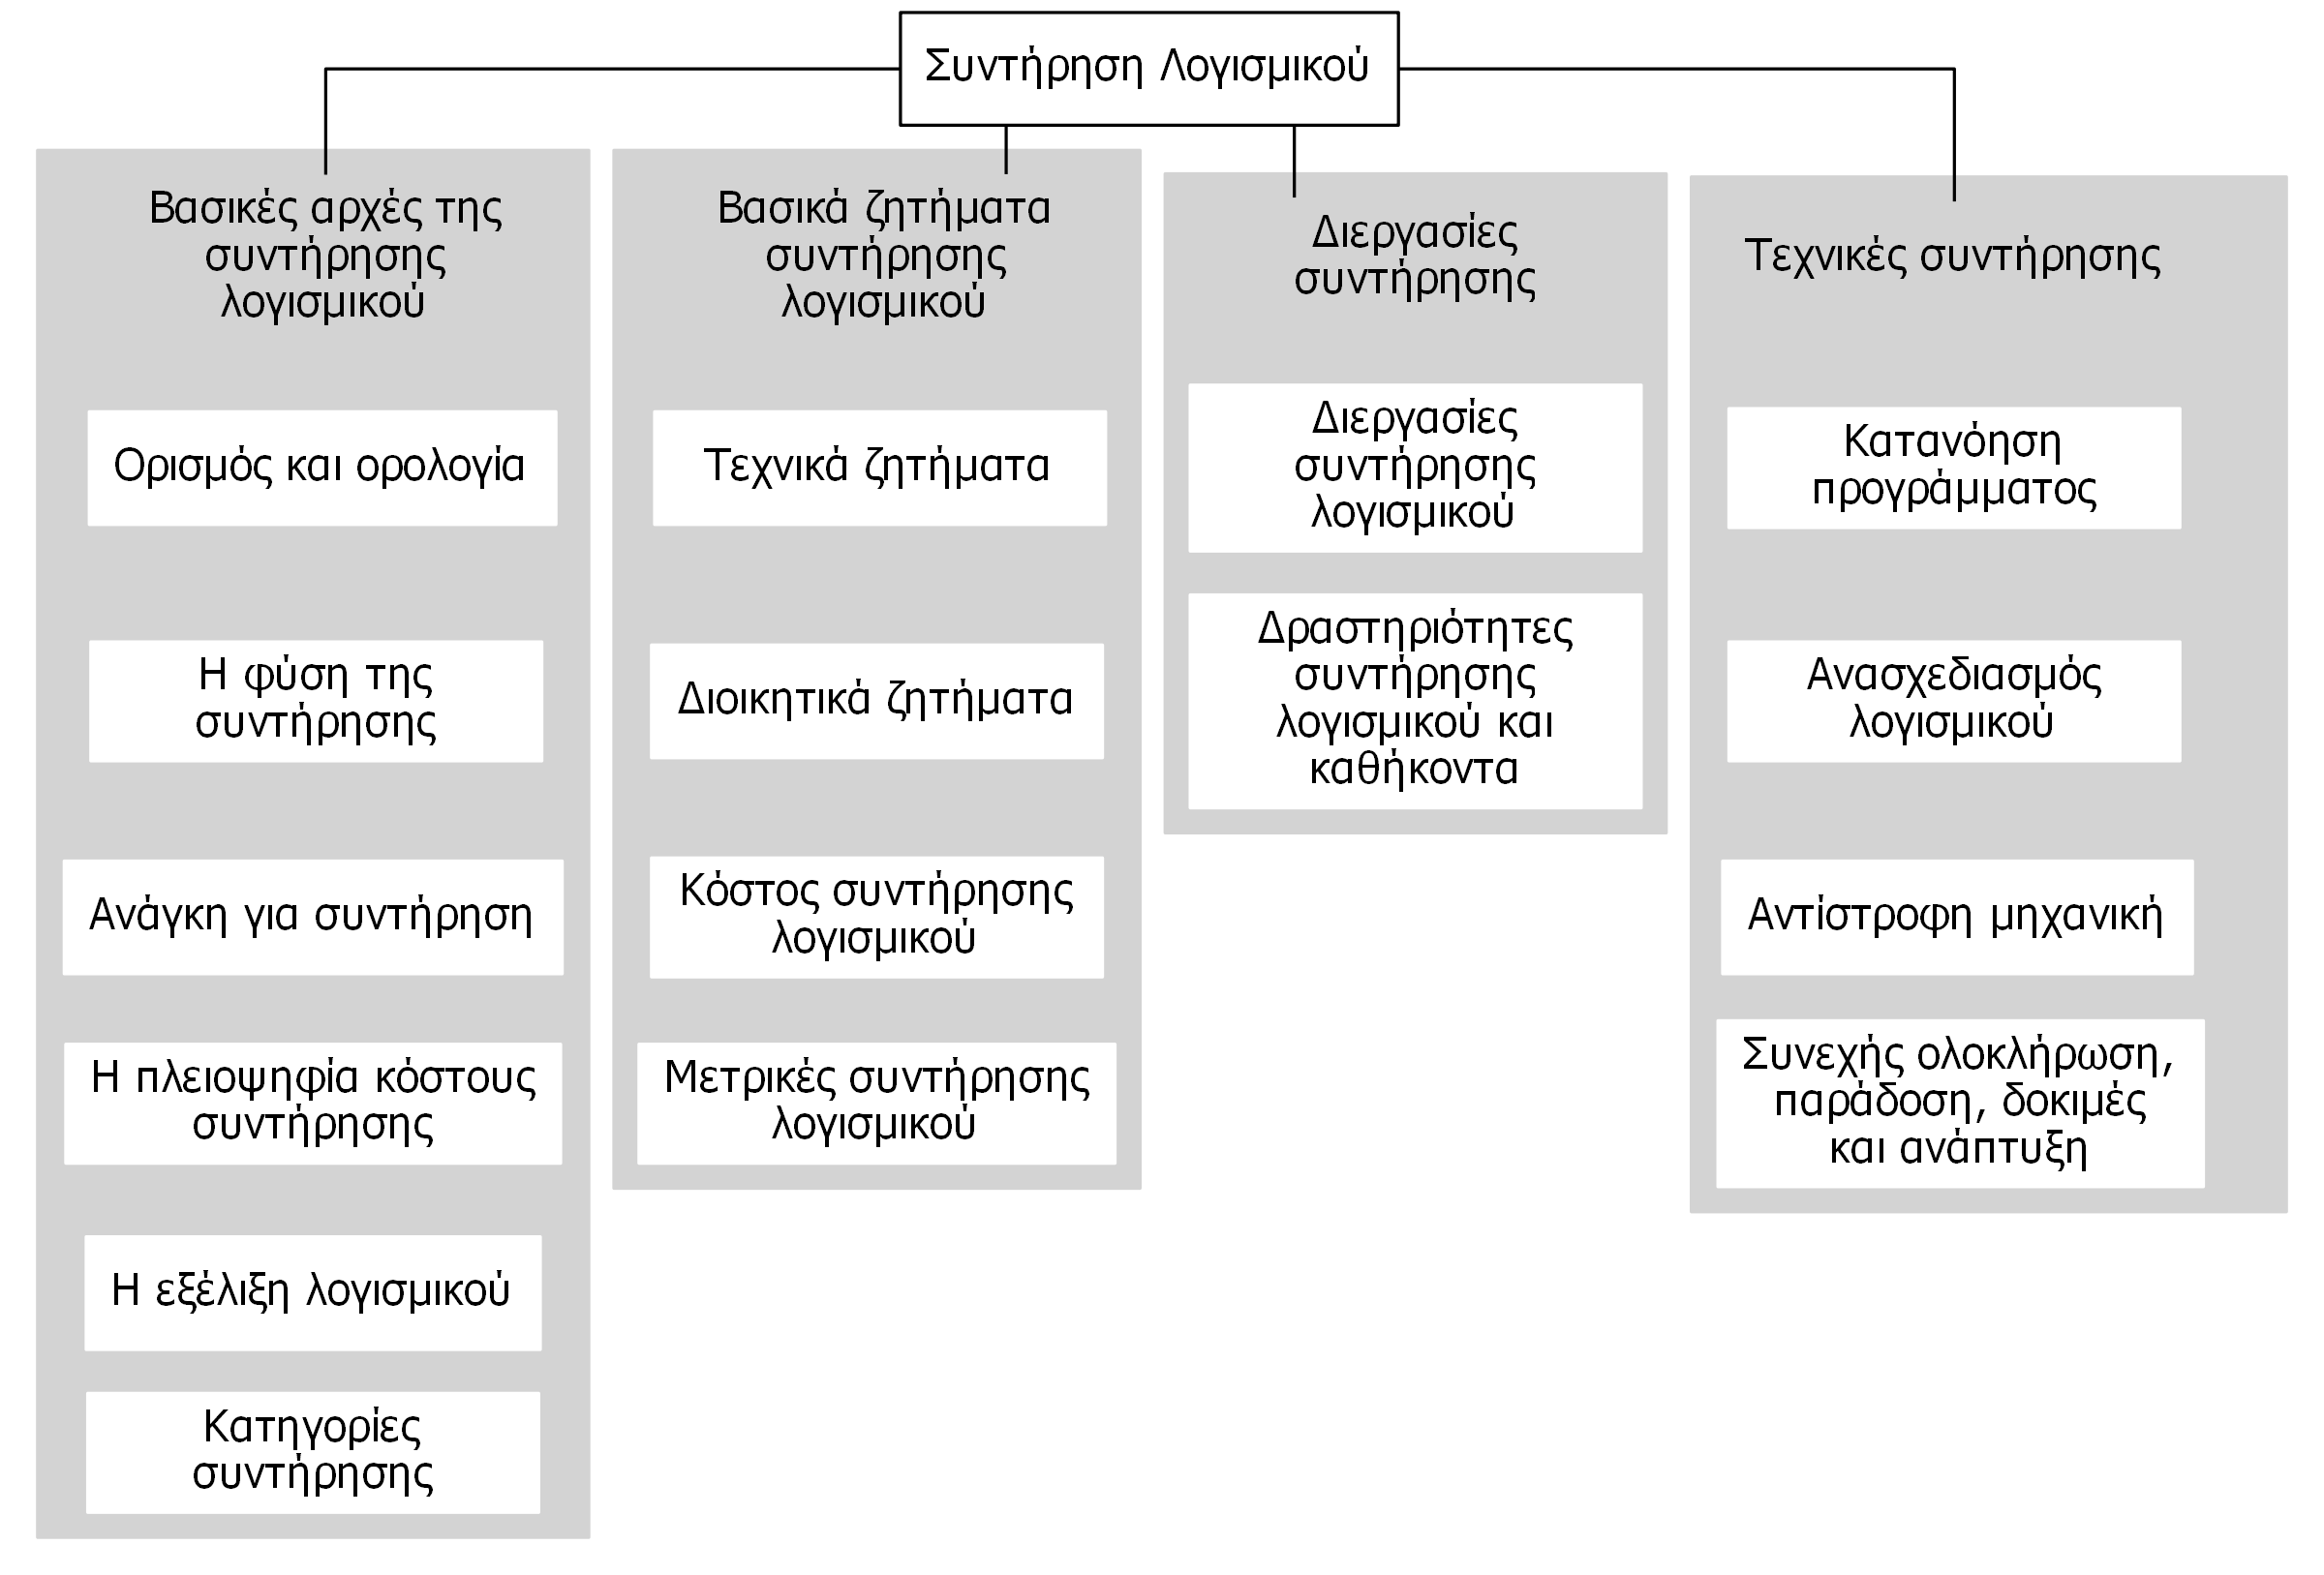 Συντήρηση Λογισμικού
Βασικές αρχές της
συντήρησης
λογισμικού
Ορισμός και ορολογία
Η φύση της
συντήρησης
Ανάγκη για συντήρηση
Η πλειοψηφία κόστους
συντήρησης
Η εξέλιξη λογισμικού
Κατηγορίες
συντήρησης
Βασικά ζητήματα
συντήρησης
λογισμικού
Τεχνικά ζητήματα
Διοικητικά ζητήματα
Κόστος συντήρησης
λογισμικού
Μετρικές συντήρησης
λογισμικού
Διεργασίες
συντήρησης
Διεργασίες
συντήρησης
λογισμικού
Δραστηριότητες
συντήρησης
λογισμικού και
καθήκοντα
Τεχνικές συντήρησης
Κατανόηση
προγράμματος
Ανασχεδιασμός
λογισμικού
Αντίστροφη μηχανική
Συνεχής ολοκλήρωση,
παράδοση, δοκιμές
και ανάπτυξη